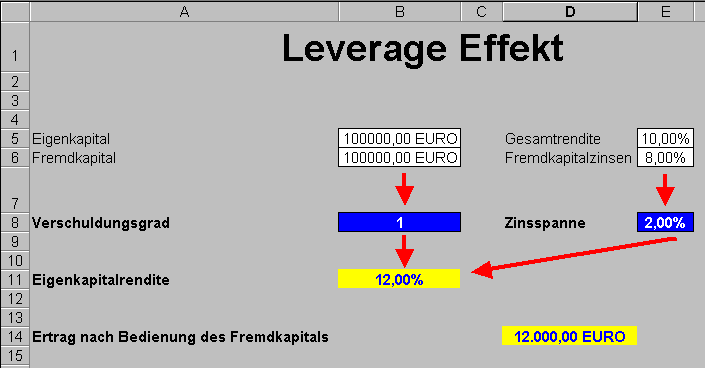 A B C D E
1 Leverage Effekt
2
3
4
5 Eigenkapital 100000,00 EURO Gesamtrendite 10,00%
6 Fremdkapital 100000,00 EURO Fremdkapitalzinsen 8,00%
7
8 Verschuldungsgrad 1 Zinsspanne 2,00%
9
10
11 Eigenkapitalrendite 12,00%
12
13
14 Ertrag nach Bedienung des Fremdkapitals 12.000,00 EURO
15